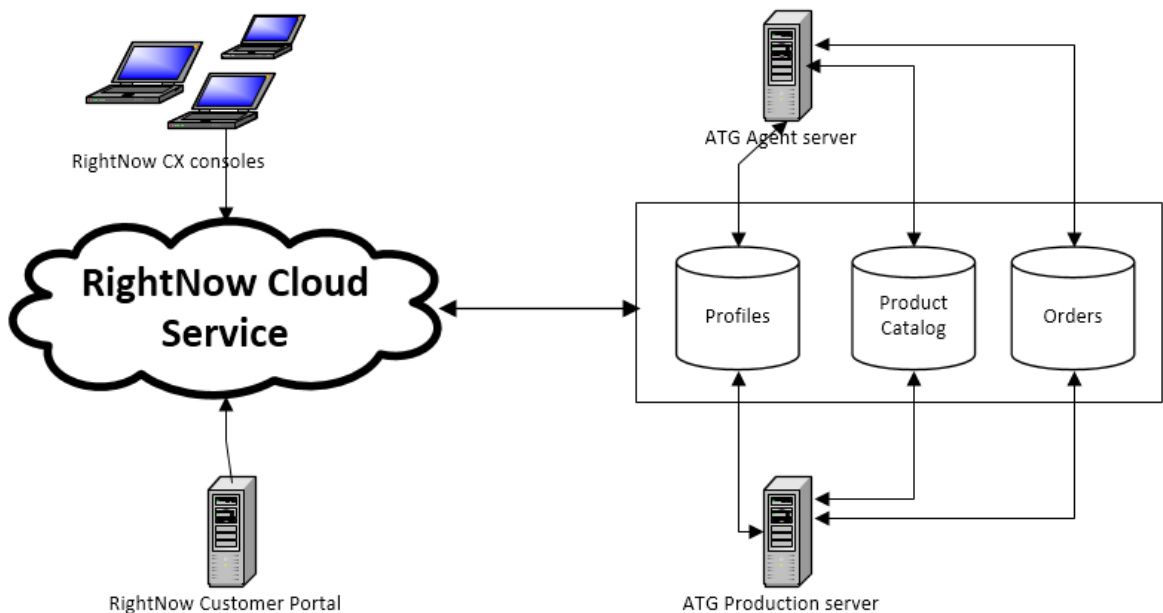 RightNow CX consoles
ATG Agent server
RightNow Cloud
Service
Profiles
Product
Catalog
Orders
RightNow Customer Portal
ATG Production server